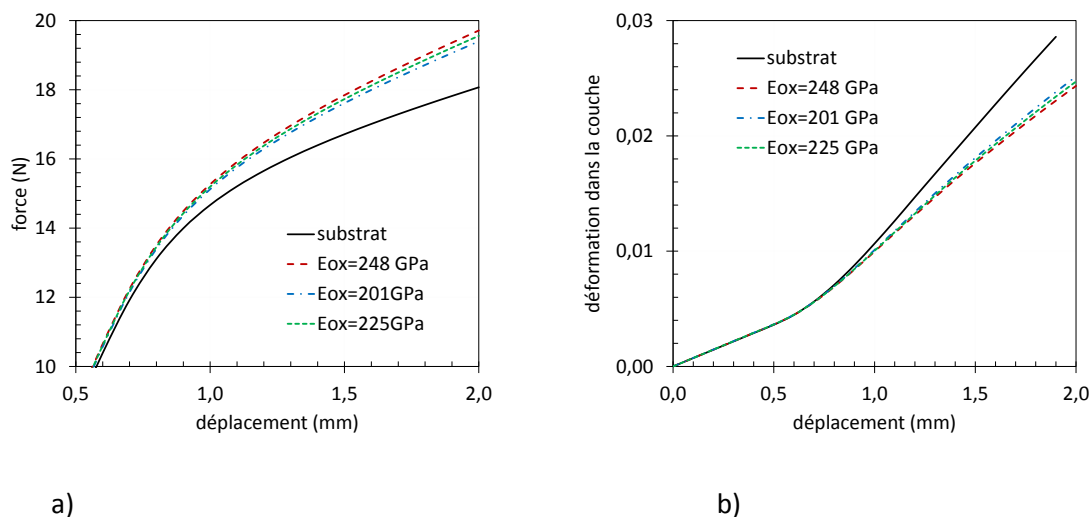 20
18
16
14
12
10
force (N)
substrat
Eox=248 GPa
Eox=201GPa
Eox=225GPa
0,5
1,0
1,5
2,0
déplacement (mm)
a)
0,03
0,02
0,01
0,00
déformation dans la couche
substrat
Eox=248 GPa
Eox=201 GPa
Eox=225 GPa
0,0
0,5
1,0
1,5
2,0
déplacement (mm)
b)